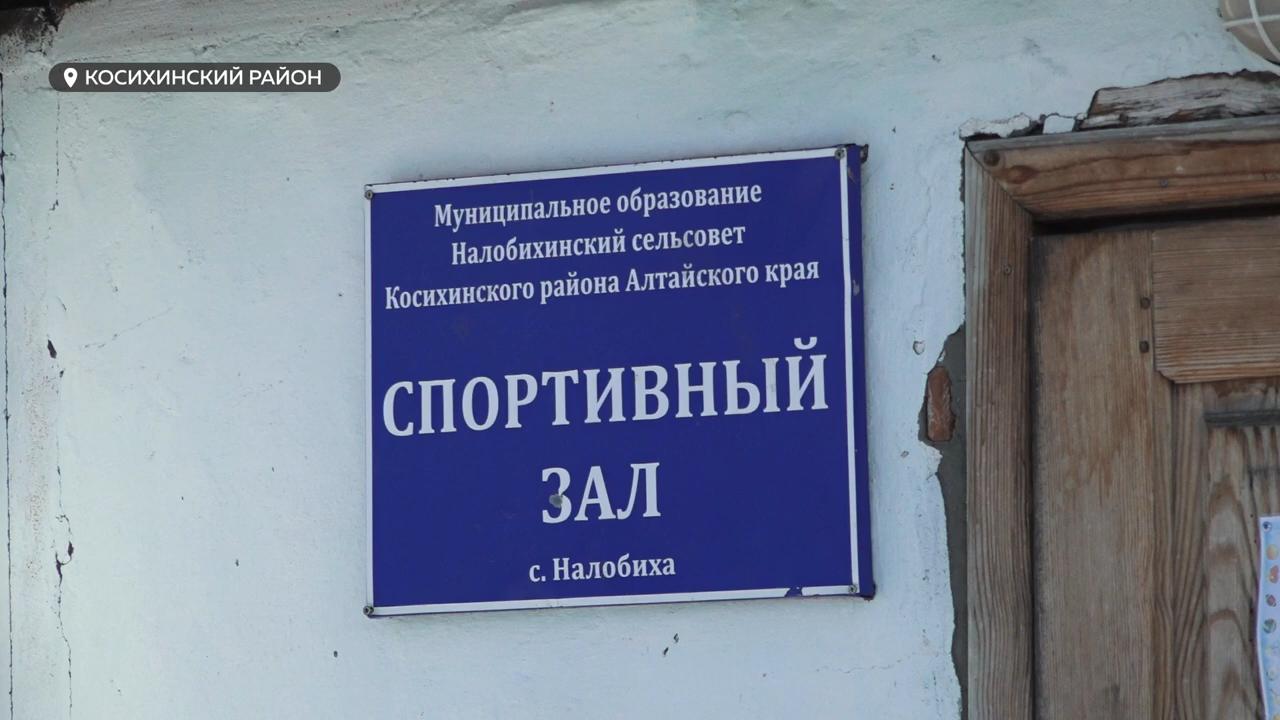 КОСИХИНСКИЙ РАЙОН
Муниципальное образование
Налобихинский сельсовет
Косихинского района Алтайского края
СПОРТИВНЫЙ
ЗАЛ
с. Налобиха